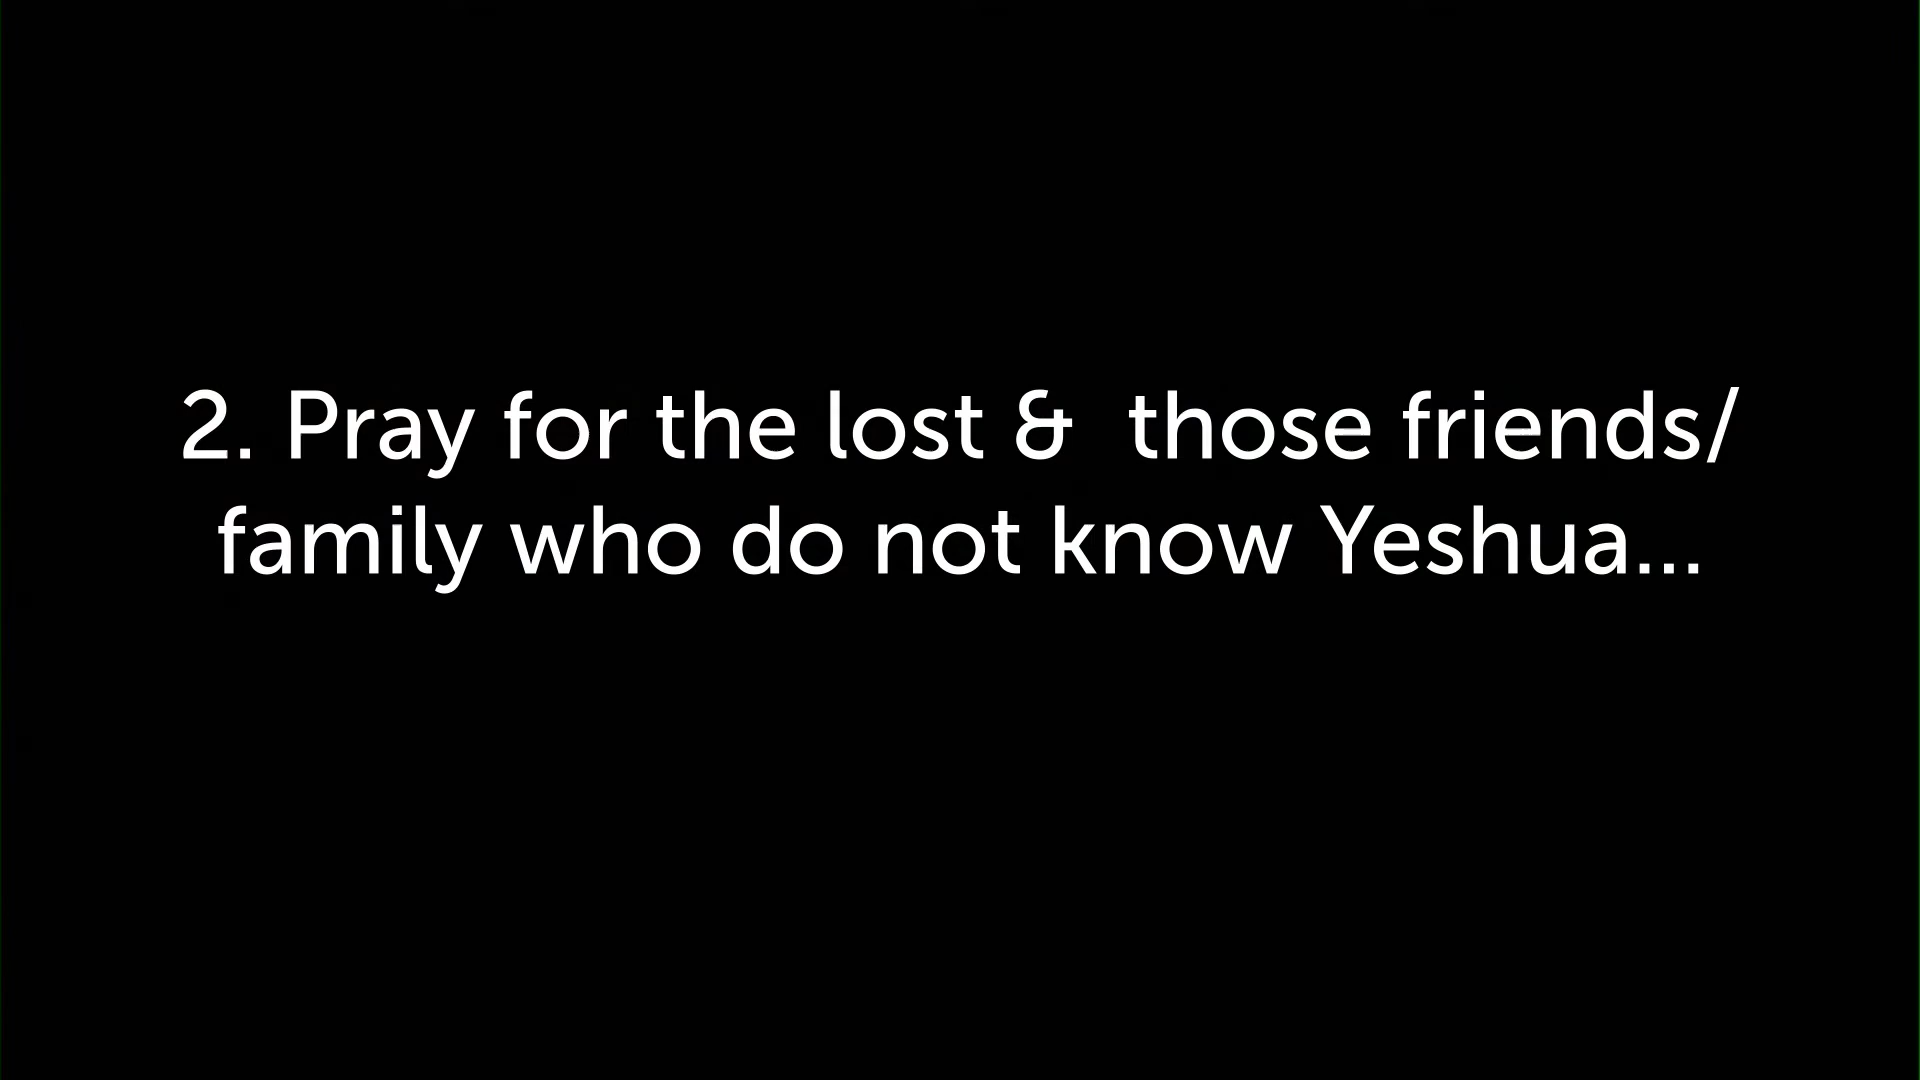 2. Pray for the lost &  those friends/
family who do not know Yeshua...